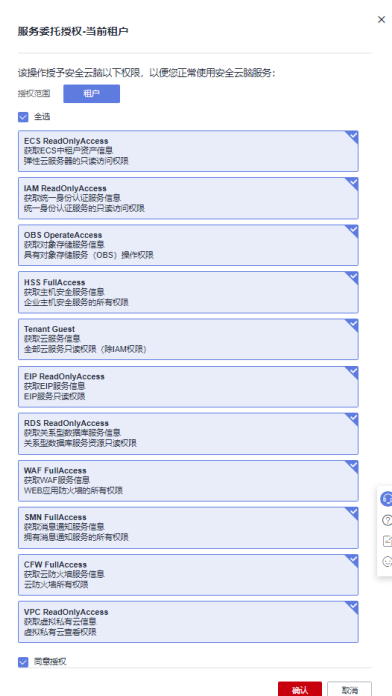 服务委托授权-当前租户
该操作授予安全云脑以下权限，以便您正常使用安全云脑服务：
授权范围 租户
全选
ECS ReadOnlyAccess
获取ECS中租户资产信息
弹性云服务器的只读访问权限
IAM ReadOnlyAccess
获取统一身份认证服务信息
统一身份认证服务的只读访问权限
OBS OperateAccess
获取对象存储服务信息
具有对象存储服务（OBS）操作权限
HSS FullAccess
获取主机安全服务信息
企业主机安全服务的所有权限
Tenant Guest
获取云服务信息
全部云服务只读权限（除IAM权限）
EIP ReadOnlyAccess
获取EIP服务信息
EIP服务只读权限
RDS ReadOnlyAccess
获取关系型数据库服务信息
关系型数据库服务资源只读权限
WAF FullAccess
获取WAF服务信息
WEB应用防火墙的所有权限
SMN FullAccess
获取消息通知服务信息
拥有消息通知服务的所有权限
CFW FullAccess
获取云防火墙服务信息
云防火墙所有权限
VPC ReadOnlyAccess
获取虚拟私有云信息
虚拟私有云查看权限
同意授权
确认 取消